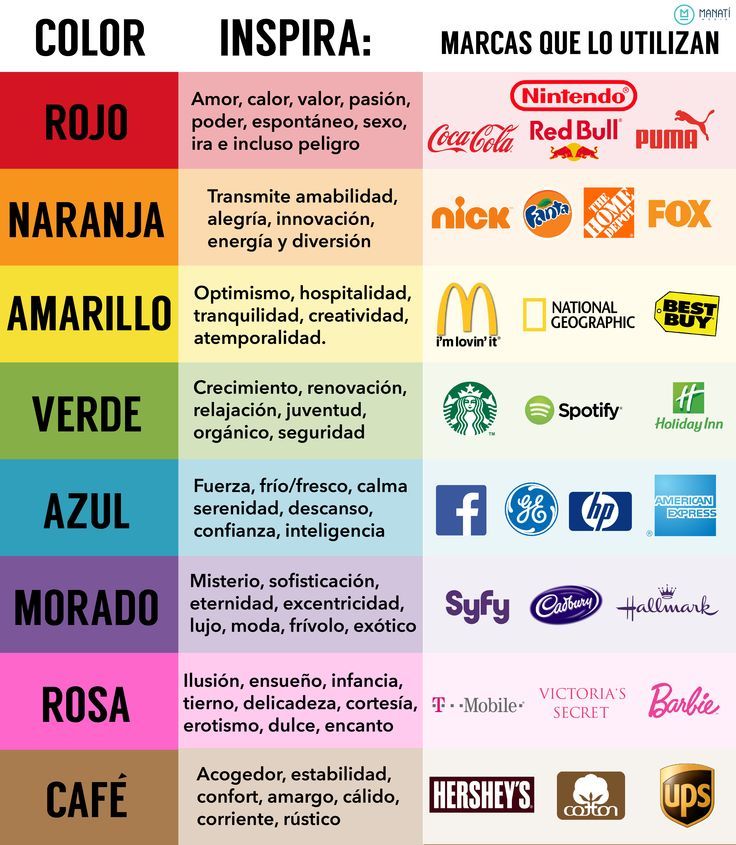 MANATÍ
COLOR
INSPIRA:
MARCAS QUE LO UTILIZAN
ROJO
Amor, calor, valor, pasión,
poder, espontáneo, sexo,
ira e incluso peligro
Nintendo
Coca-Cola
Red Bull
PUMA
NARANJA
Transmite amabilidad,
alegría, innovación,
energía y diversión
nick
Fanta
THE
HOME
DEPOT
FOX
AMARILLO
Optimismo, hospitalidad,
tranquilidad, creatividad,
atemporalidad.
i'm lovin' it®
NATIONAL
GEOGRAPHIC
BEST
BUY
VERDE
Crecimiento, renovación,
relajación, juventud,
orgánico, seguridad
Spotify®
H
Holiday Inn
AZUL
Fuerza, frío/fresco, calma
serenidad, descanso,
confianza, inteligencia
f
GE
hp
AMERICAN
EXPRESS
®
MORADO
Misterio, sofisticación,
eternidad, excentricidad,
lujo, moda, frívolo, exótico
Syfy
Cadbury
Hallmark
ROSA
Ilusión, ensueño, infancia,
tierno, delicadeza, cortesía,
erotismo, dulce, encanto
T··Mobile·
VICTORIA'S
SECRET
Barbie
CAFÉ
Acogedor, estabilidad,
confort, amargo, cálido,
corriente, rústico
HERSHEY'S
cotton
ups